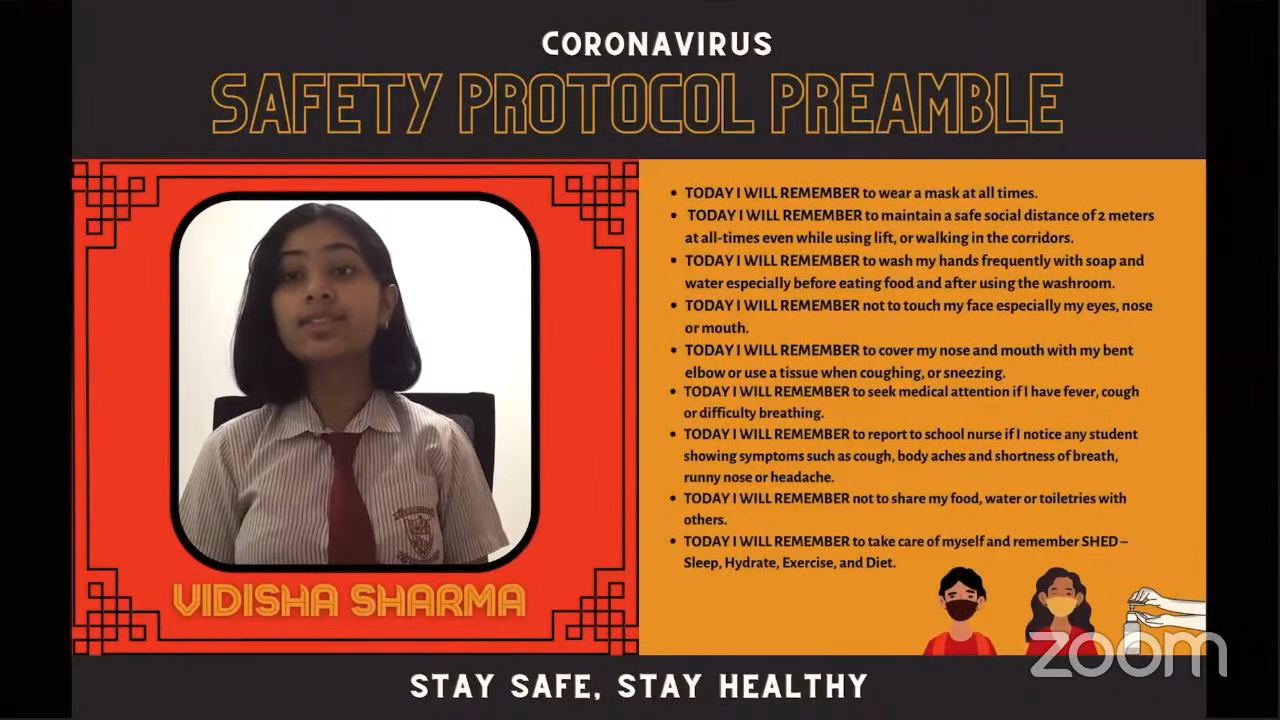 CORONAVIRUS
SAFETY PROTOCOL PREAMBLE
VIDISHA SHARMA
• TODAY I WILL REMEMBER to wear a mask at all times.
• TODAY I WILL REMEMBER to maintain a safe social distance of 2 meters
at all-times even while using lift, or walking in the corridors.
• TODAY I WILL REMEMBER to wash my hands frequently with soap and
water especially before eating food and after using the washroom.
• TODAY I WILL REMEMBER not to touch my face especially my eyes, nose
or mouth.
• TODAY I WILL REMEMBER to cover my nose and mouth with my bent
elbow or use a tissue when coughing, or sneezing.
• TODAY I WILL REMEMBER to seek medical attention if I have fever, cough
or difficulty breathing.
• TODAY I WILL REMEMBER to report to school nurse if I notice any student
showing symptoms such as cough, body aches and shortness of breath,
runny nose or headache.
• TODAY I WILL REMEMBER not to share my food, water or toiletries with
others.
• TODAY I WILL REMEMBER to take care of myself and remember SHED –
Sleep, Hydrate, Exercise, and Diet.
zoom
STAY SAFE, STAY HEALTHY